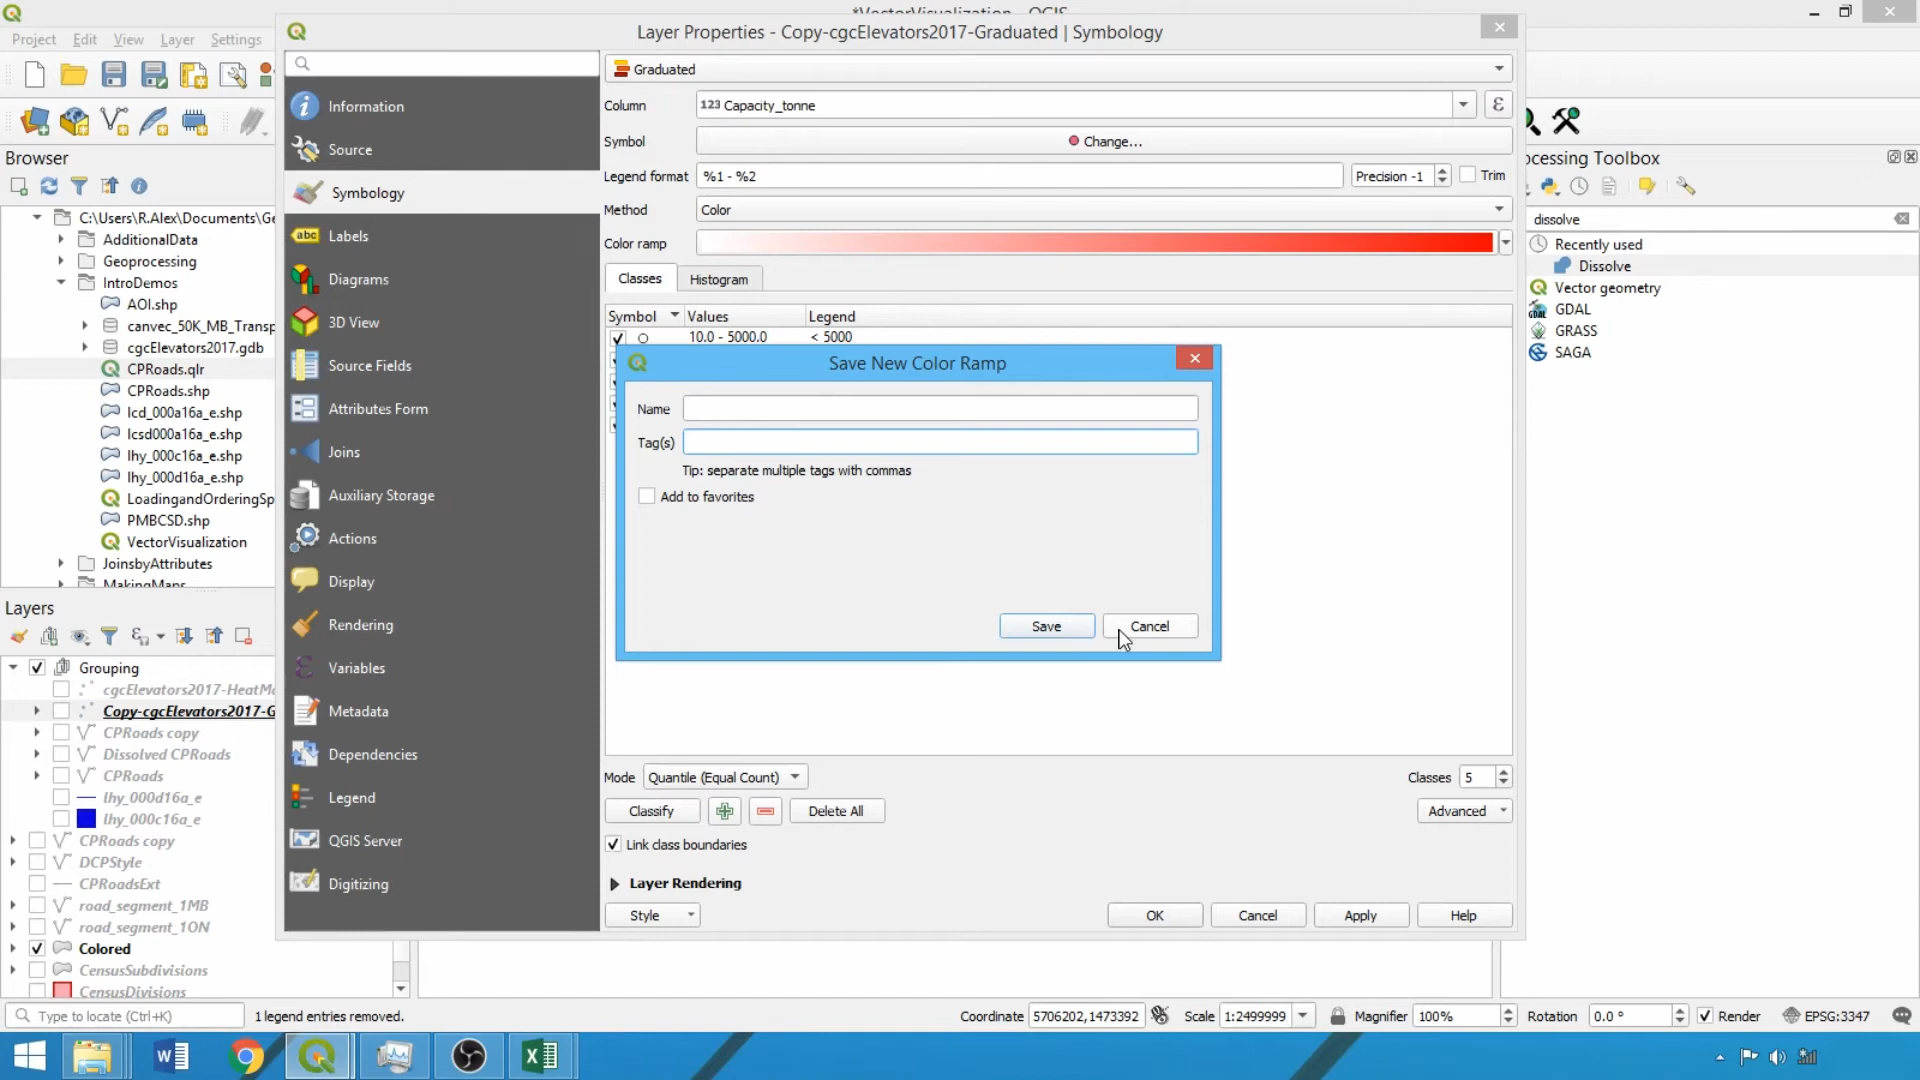 *VectorVisualization - QGIS
Project Edit View Layer Settings
Layer Properties - Copy-cgcElevators2017-Graduated | Symbology
Graduated
Column 123 Capacity_tonne ε
Symbol Change...
Legend format %1 - %2 Precision -1 Trim
Method Color
Color ramp
Classes Histogram
Symbol Values Legend
10.0 - 5000.0 < 5000
Information
Source
Symbology
Labels
Diagrams
3D View
Source Fields
Attributes Form
Joins
Auxiliary Storage
Actions
Display
Rendering
Variables
Metadata
Dependencies
Legend
QGIS Server
Digitizing
Save New Color Ramp
Name
Tag(s)
Tip: separate multiple tags with commas
Add to favorites
Save Cancel
Mode Quantile (Equal Count) Classes 5
Classify Delete All Advanced
Link class boundaries
Layer Rendering
Style OK Cancel Apply Help
Browser
C:\Users\R.Alex\Documents\Ge
AdditionalData
Geoprocessing
IntroDemos
AOI.shp
canvec_50K_MB_Transp
cgcElevators2017.gdb
CPRoads.qlr
CPRoads.shp
lcd_000a16a_e.shp
lcsd000a16a_e.shp
lhy_000c16a_e.shp
lhy_000d16a_e.shp
LoadingandOrderingSp
PMBCSD.shp
VectorVisualization
JoinsbyAttributes
MakingMaps
Layers
Grouping
cgcElevators2017-HeatMa
Copy-cgcElevators2017-G
CPRoads copy
Dissolved CPRoads
CPRoads
lhy_000d16a_e
lhy_000c16a_e
CPRoads copy
DCPStyle
CPRoadsExt
road_segment_1MB
road_segment_1ON
Colored
CensusSubdivisions
CensusDivisions
ocessing Toolbox
dissolve
Recently used
Dissolve
Vector geometry
GDAL
GRASS
SAGA
Type to locate (Ctrl+K) 1 legend entries removed. Coordinate 5706202,1473392 Scale 1:2499999 Magnifier 100% Rotation 0.0 ° Render EPSG:3347